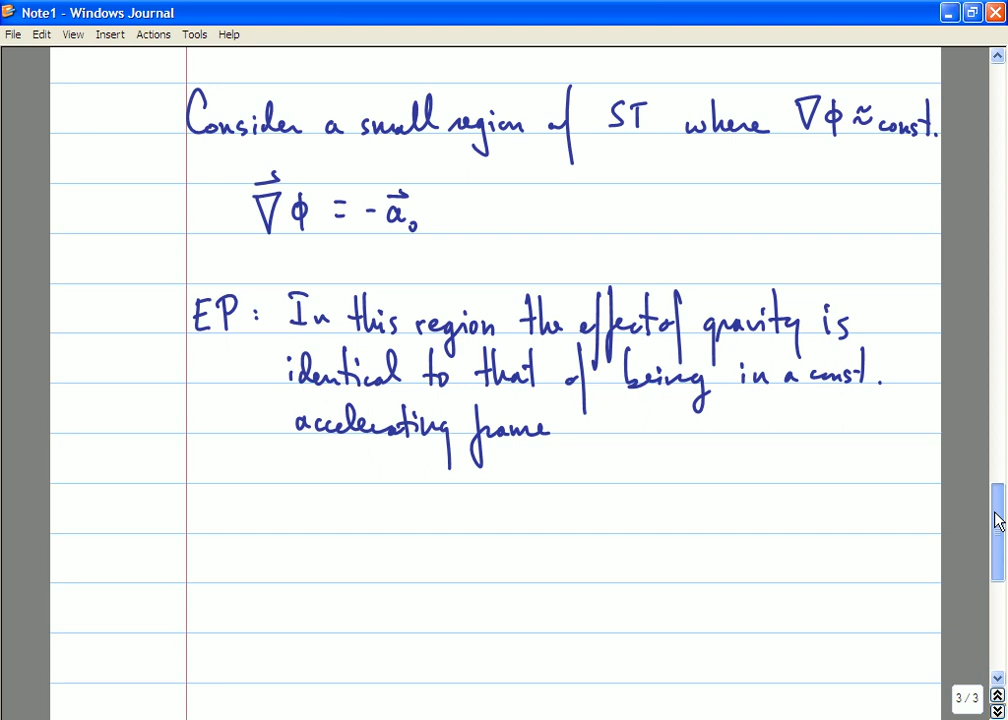 Note1 - Windows Journal
File Edit View Insert Actions Tools Help
Consider a small region of ST where ∇ϕ ≈ const.
∇⃗ϕ = -a⃗₀
EP: In this region the effect of gravity is
identical to that of being in a const.
accelerating frame
3/3